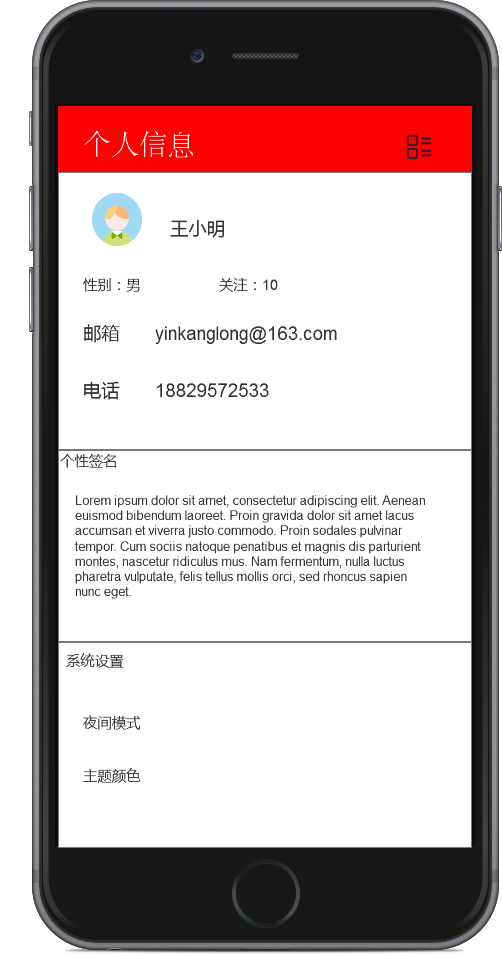 个人信息
王小明
性别：男 关注：10
邮箱 yinkanglong@163.com
电话 18829572533
个性签名
Lorem ipsum dolor sit amet, consectetur adipiscing elit. Aenean
euismod bibendum laoreet. Proin gravida dolor sit amet lacus
accumsan et viverra justo commodo. Proin sodales pulvinar
tempor. Cum sociis natoque penatibus et magnis dis parturient
montes, nascetur ridiculus mus. Nam fermentum, nulla luctus
pharetra vulputate, felis tellus mollis orci, sed rhoncus sapien
nunc eget.
系统设置
夜间模式
主题颜色